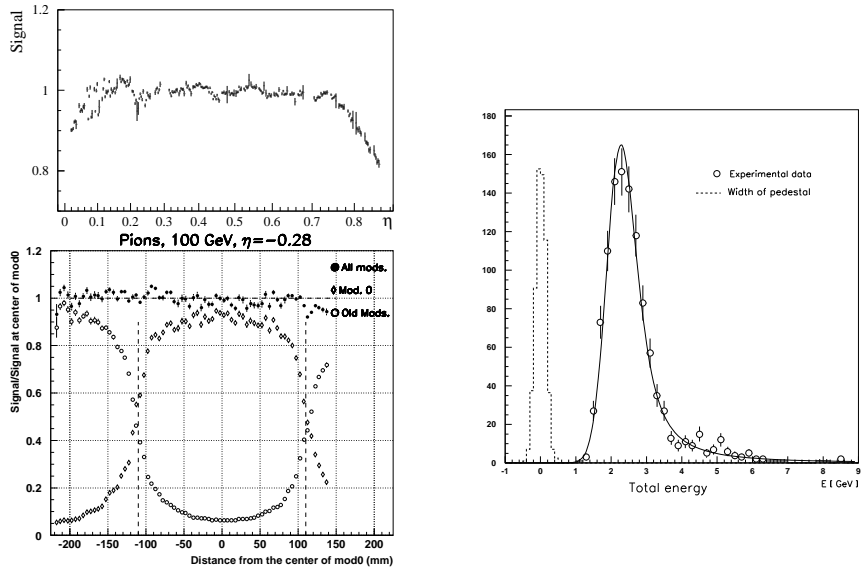 Signal
1.2
1
0.8
0 0.1 0.2 0.3 0.4 0.5 0.6 0.7 0.8 η
Pions, 100 GeV, η=−0.28
Signal/Signal at center of mod0
1.2
1
0.8
0.6
0.4
0.2
0
All mods.
Mod. 0
Old Mods.
-200 -150 -100 -50 0 50 100 150 200
Distance from the center of mod0 (mm)
180
160
140
120
100
80
60
40
20
0
Experimental data
Width of pedestal
-1 0 1 2 3 4 5 6 7 8 9
Total energy
E [ GeV]